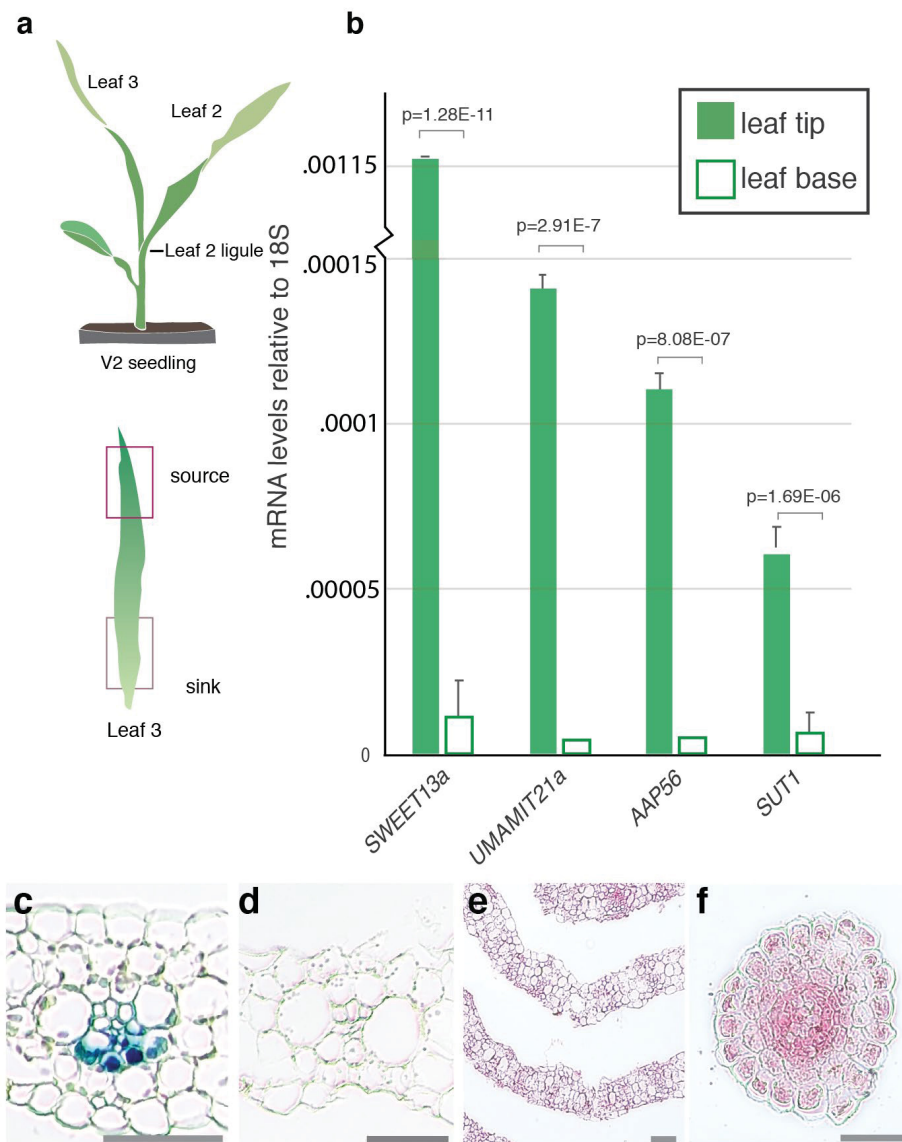 a
Leaf 3
Leaf 2
Leaf 2 ligule
V2 seedling
source
sink
Leaf 3
b
mRNA levels relative to 18S
.00115
.00015
.0001
.00005
0
p=1.28E-11
p=2.91E-7
p=8.08E-07
p=1.69E-06
leaf tip
leaf base
SWEET13a
UMAMIT21a
AAP56
SUT1
c
d
e
f